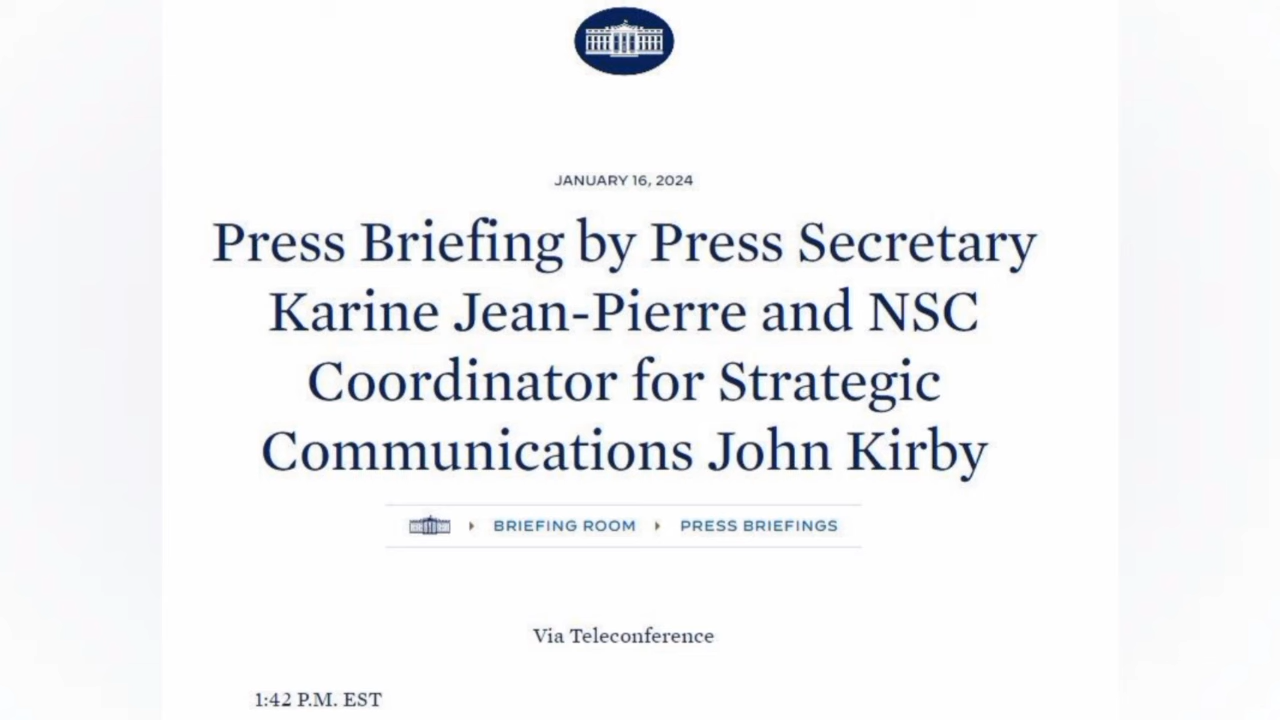 JANUARY 16, 2024
Press Briefing by Press Secretary
Karine Jean-Pierre and NSC
Coordinator for Strategic
Communications John Kirby
BRIEFING ROOM PRESS BRIEFINGS
Via Teleconference
1:42 P.M. EST